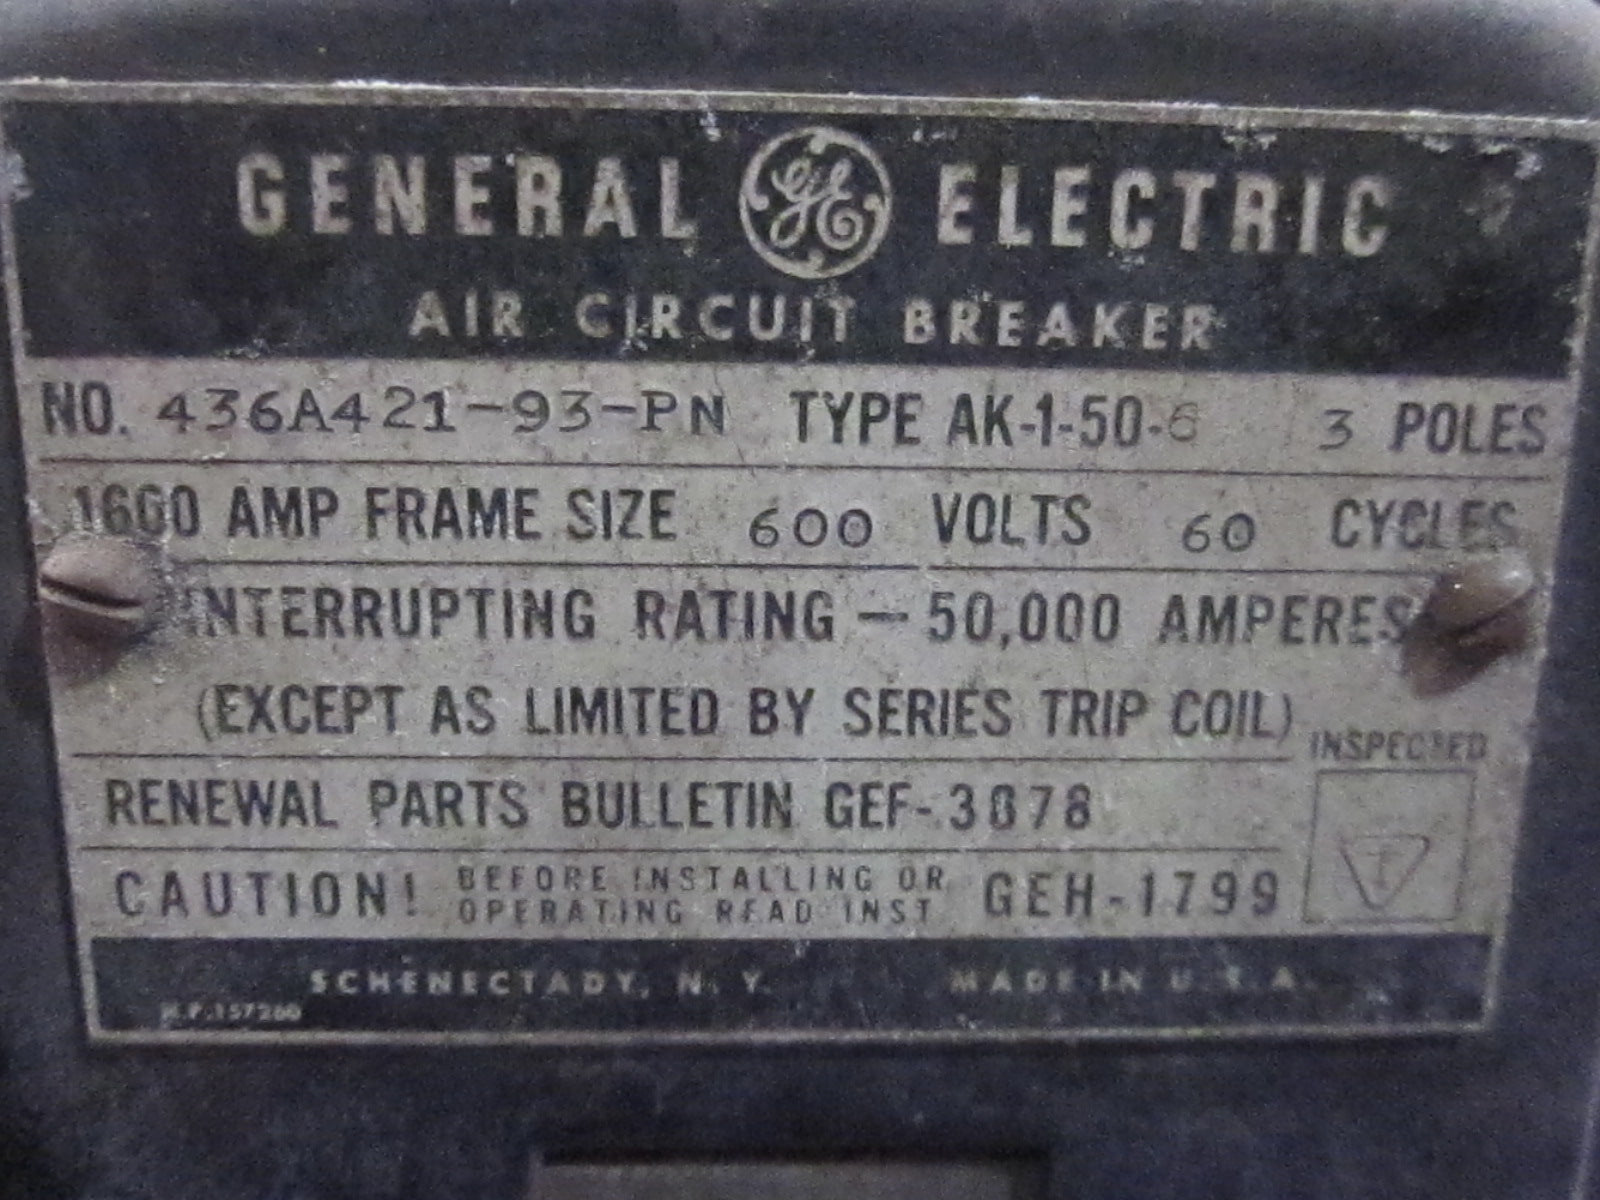 GENERAL GE ELECTRIC
AIR CIRCUIT BREAKER
NO. 436A421-93-PN TYPE AK-1-50-6 3 POLES
1600 AMP FRAME SIZE 600 VOLTS 60 CYCLES
INTERRUPTING RATING — 50,000 AMPERES
(EXCEPT AS LIMITED BY SERIES TRIP COIL)
INSPECTED
RENEWAL PARTS BULLETIN GEF-3878
CAUTION! BEFORE INSTALLING OR
OPERATING READ INST GEH-1799
SCHENECTADY, N. Y. MADE IN U.S.A.
N.P.157260